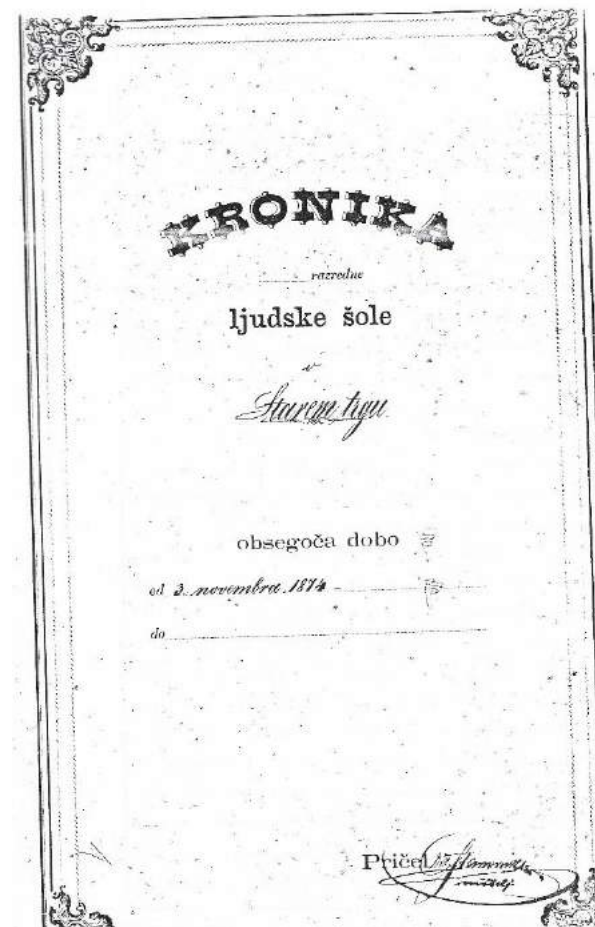 KRONIKA
razredne
ljudske šole
v
Starem trgu
obsegoča dobo
od 3. novembra 1874
do
Pričel